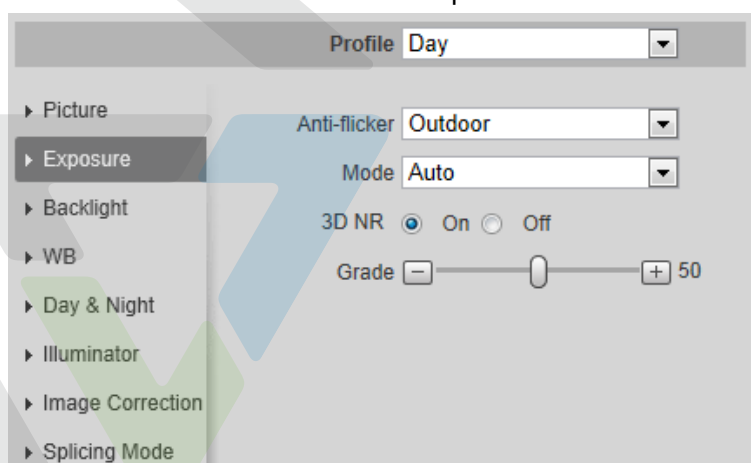 Profile Day
Picture
Anti-flicker Outdoor
Exposure
Mode Auto
Backlight
3D NR On Off
WB
Grade - + 50
Day & Night
Illuminator
Image Correction
Splicing Mode